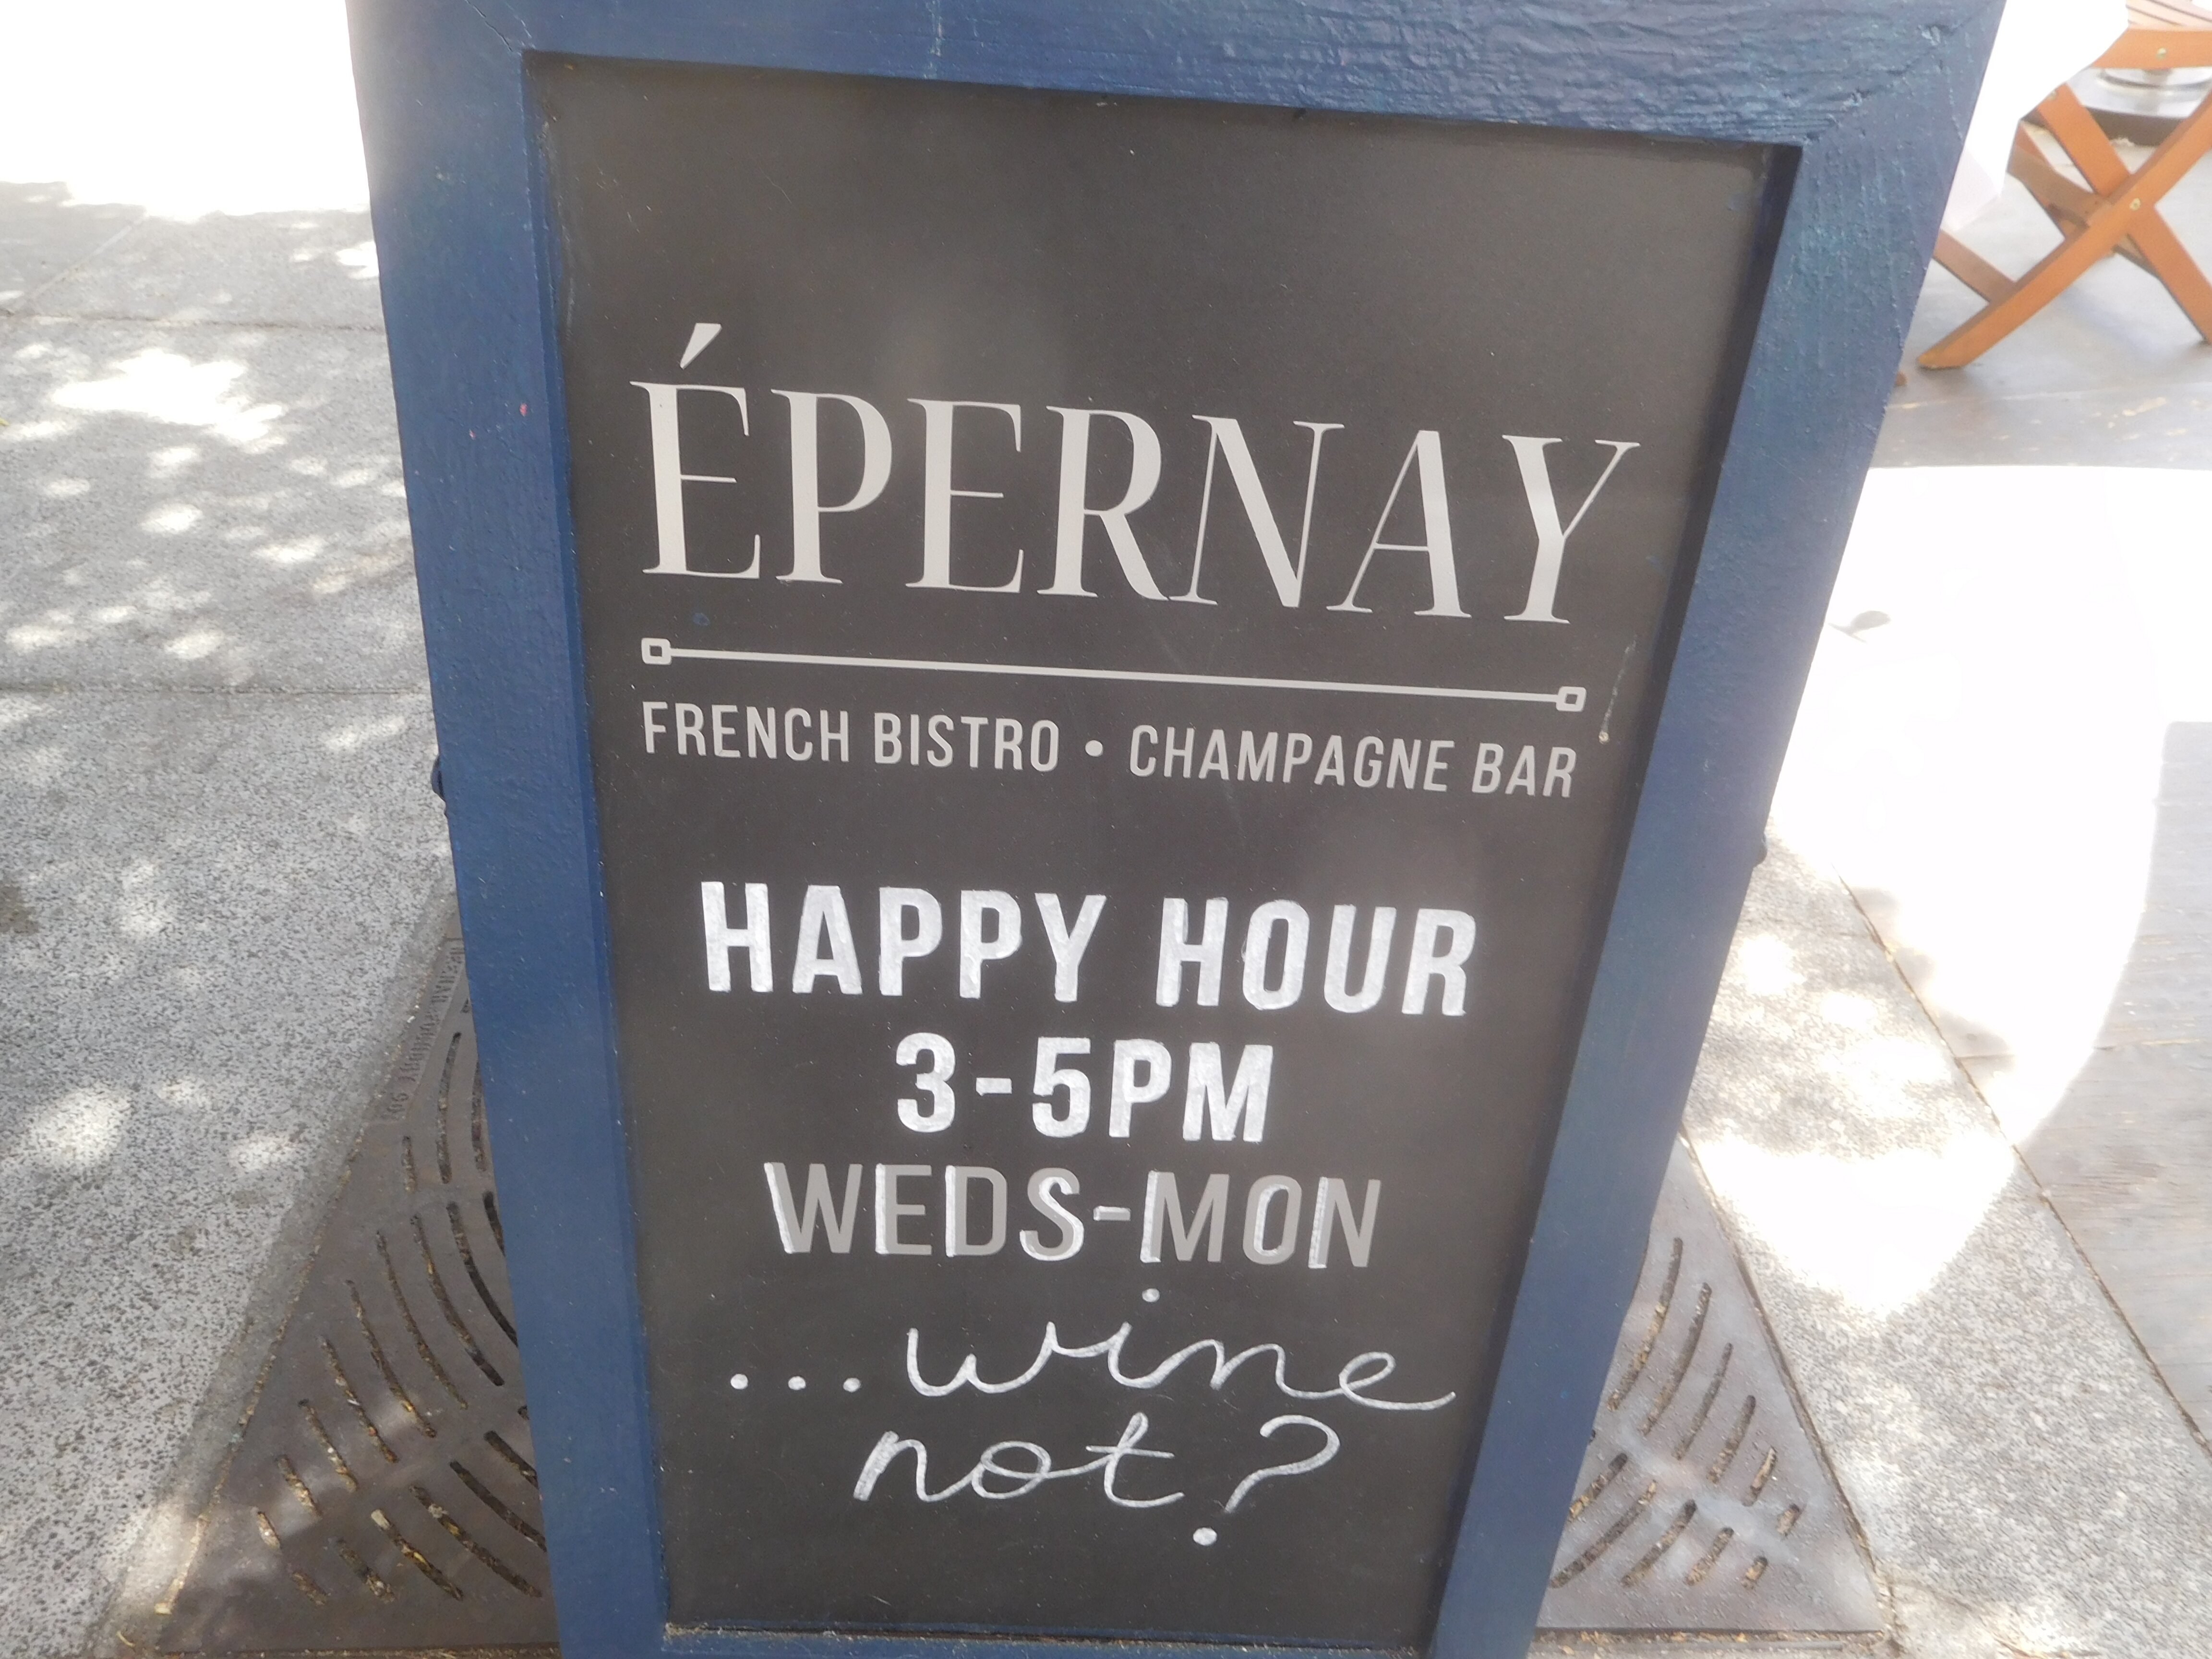 ÉPERNAY
FRENCH BISTRO • CHAMPAGNE BAR
HAPPY HOUR
3-5PM
WEDS-MON
...wine
not?